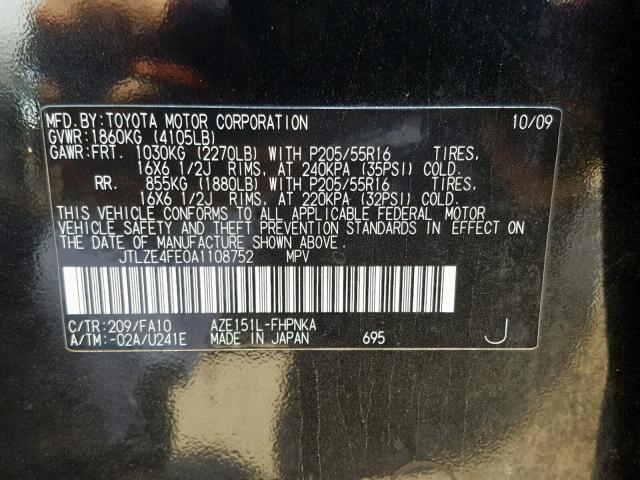 MFD.BY:TOYOTA MOTOR CORPORATION 10/09
GVWR:1860KG (4105LB)
GAWR:FRT. 1030KG (2270LB) WITH P205/55R16 TIRES,
16X6 1/2J RIMS, AT 240KPA (35PSI) COLD.
RR. 855KG (1880LB) WITH P205/55R16 TIRES,
16X6 1/2J RIMS, AT 220KPA (32PSI) COLD.
THIS VEHICLE CONFORMS TO ALL APPLICABLE FEDERAL MOTOR
VEHICLE SAFETY AND THEFT PREVENTION STANDARDS IN EFFECT ON
THE DATE OF MANUFACTURE SHOWN ABOVE.
JTLZE4FE0A1108752 MPV
C/TR:209/FA10 AZE151L-FHPNKA
A/TM:-02A/U241E MADE IN JAPAN 695 J